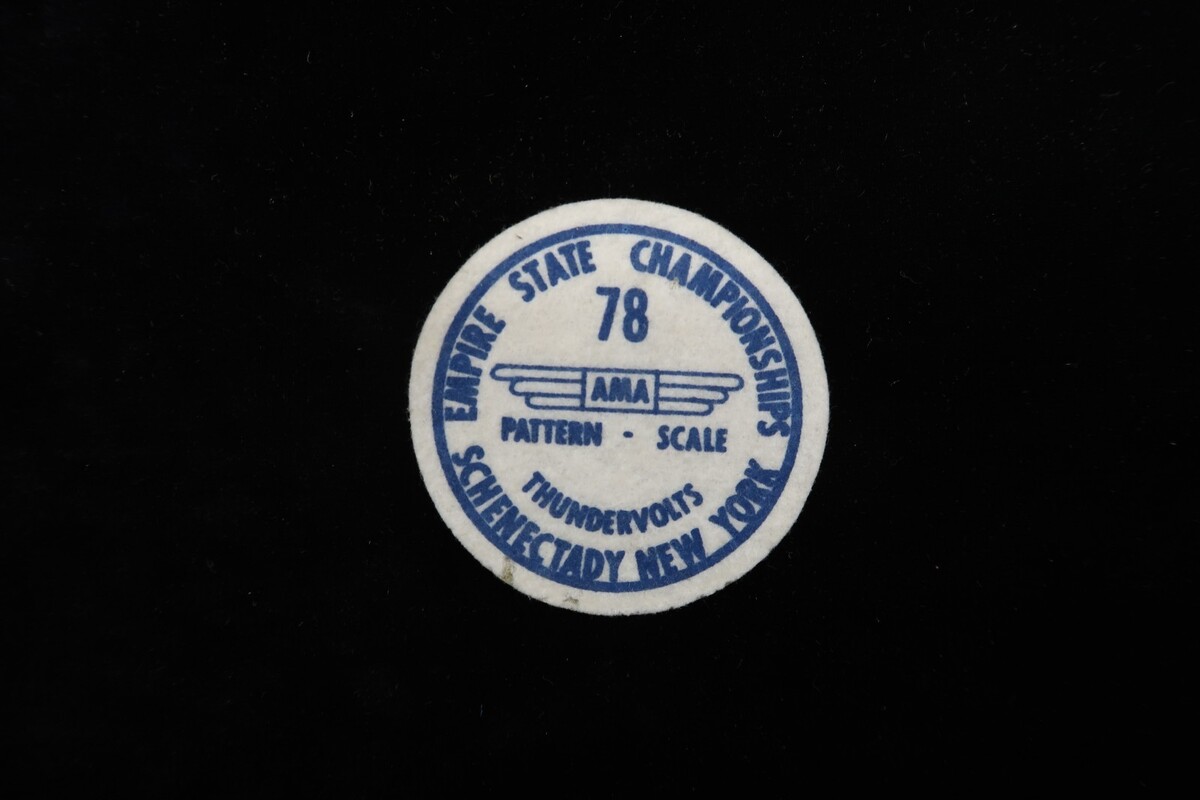 EMPIRE STATE CHAMPIONSHIPS
78
AMA
PATTERN - SCALE
THUNDERVOLTS
SCHENECTADY NEW YORK